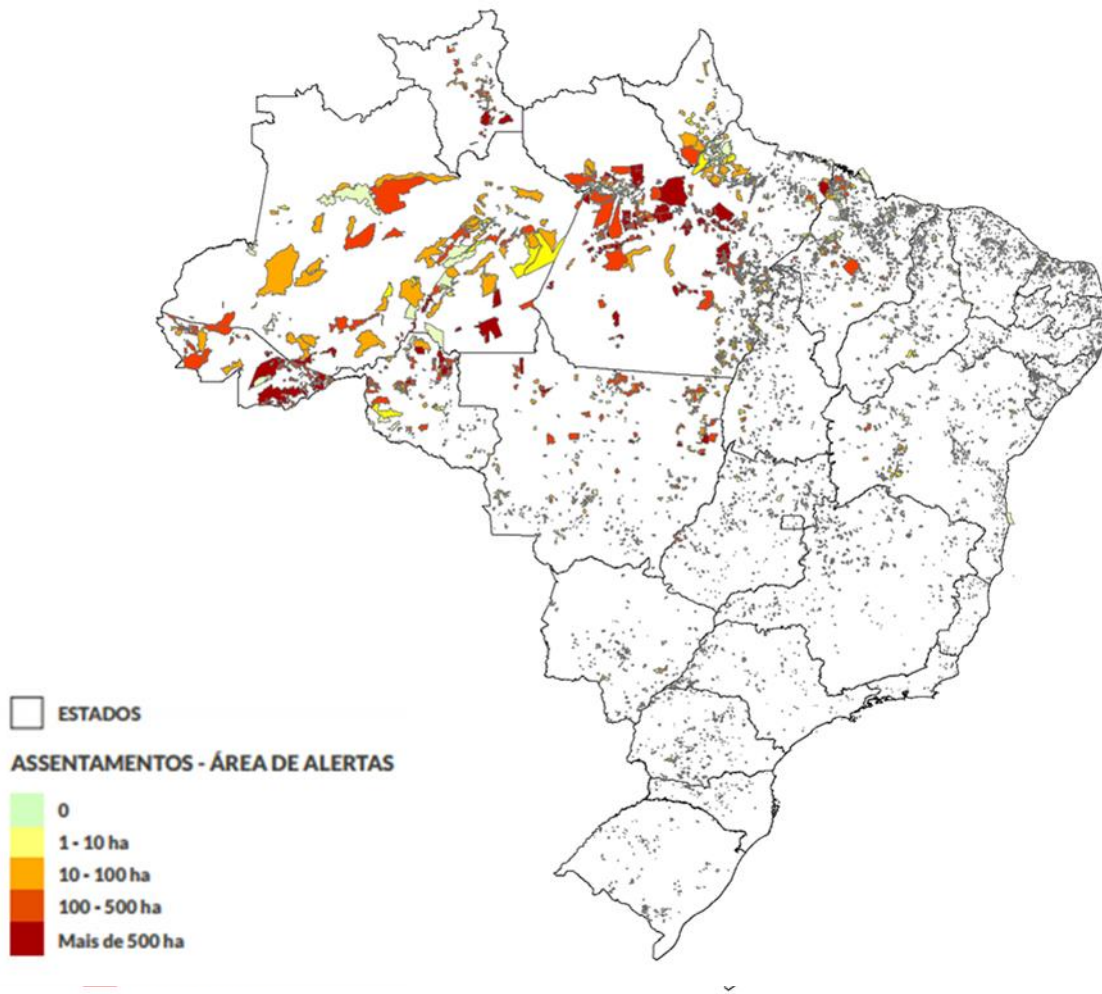 ESTADOS
ASSENTAMENTOS - ÁREA DE ALERTAS
0
1 - 10 ha
10 - 100 ha
100 - 500 ha
Mais de 500 ha